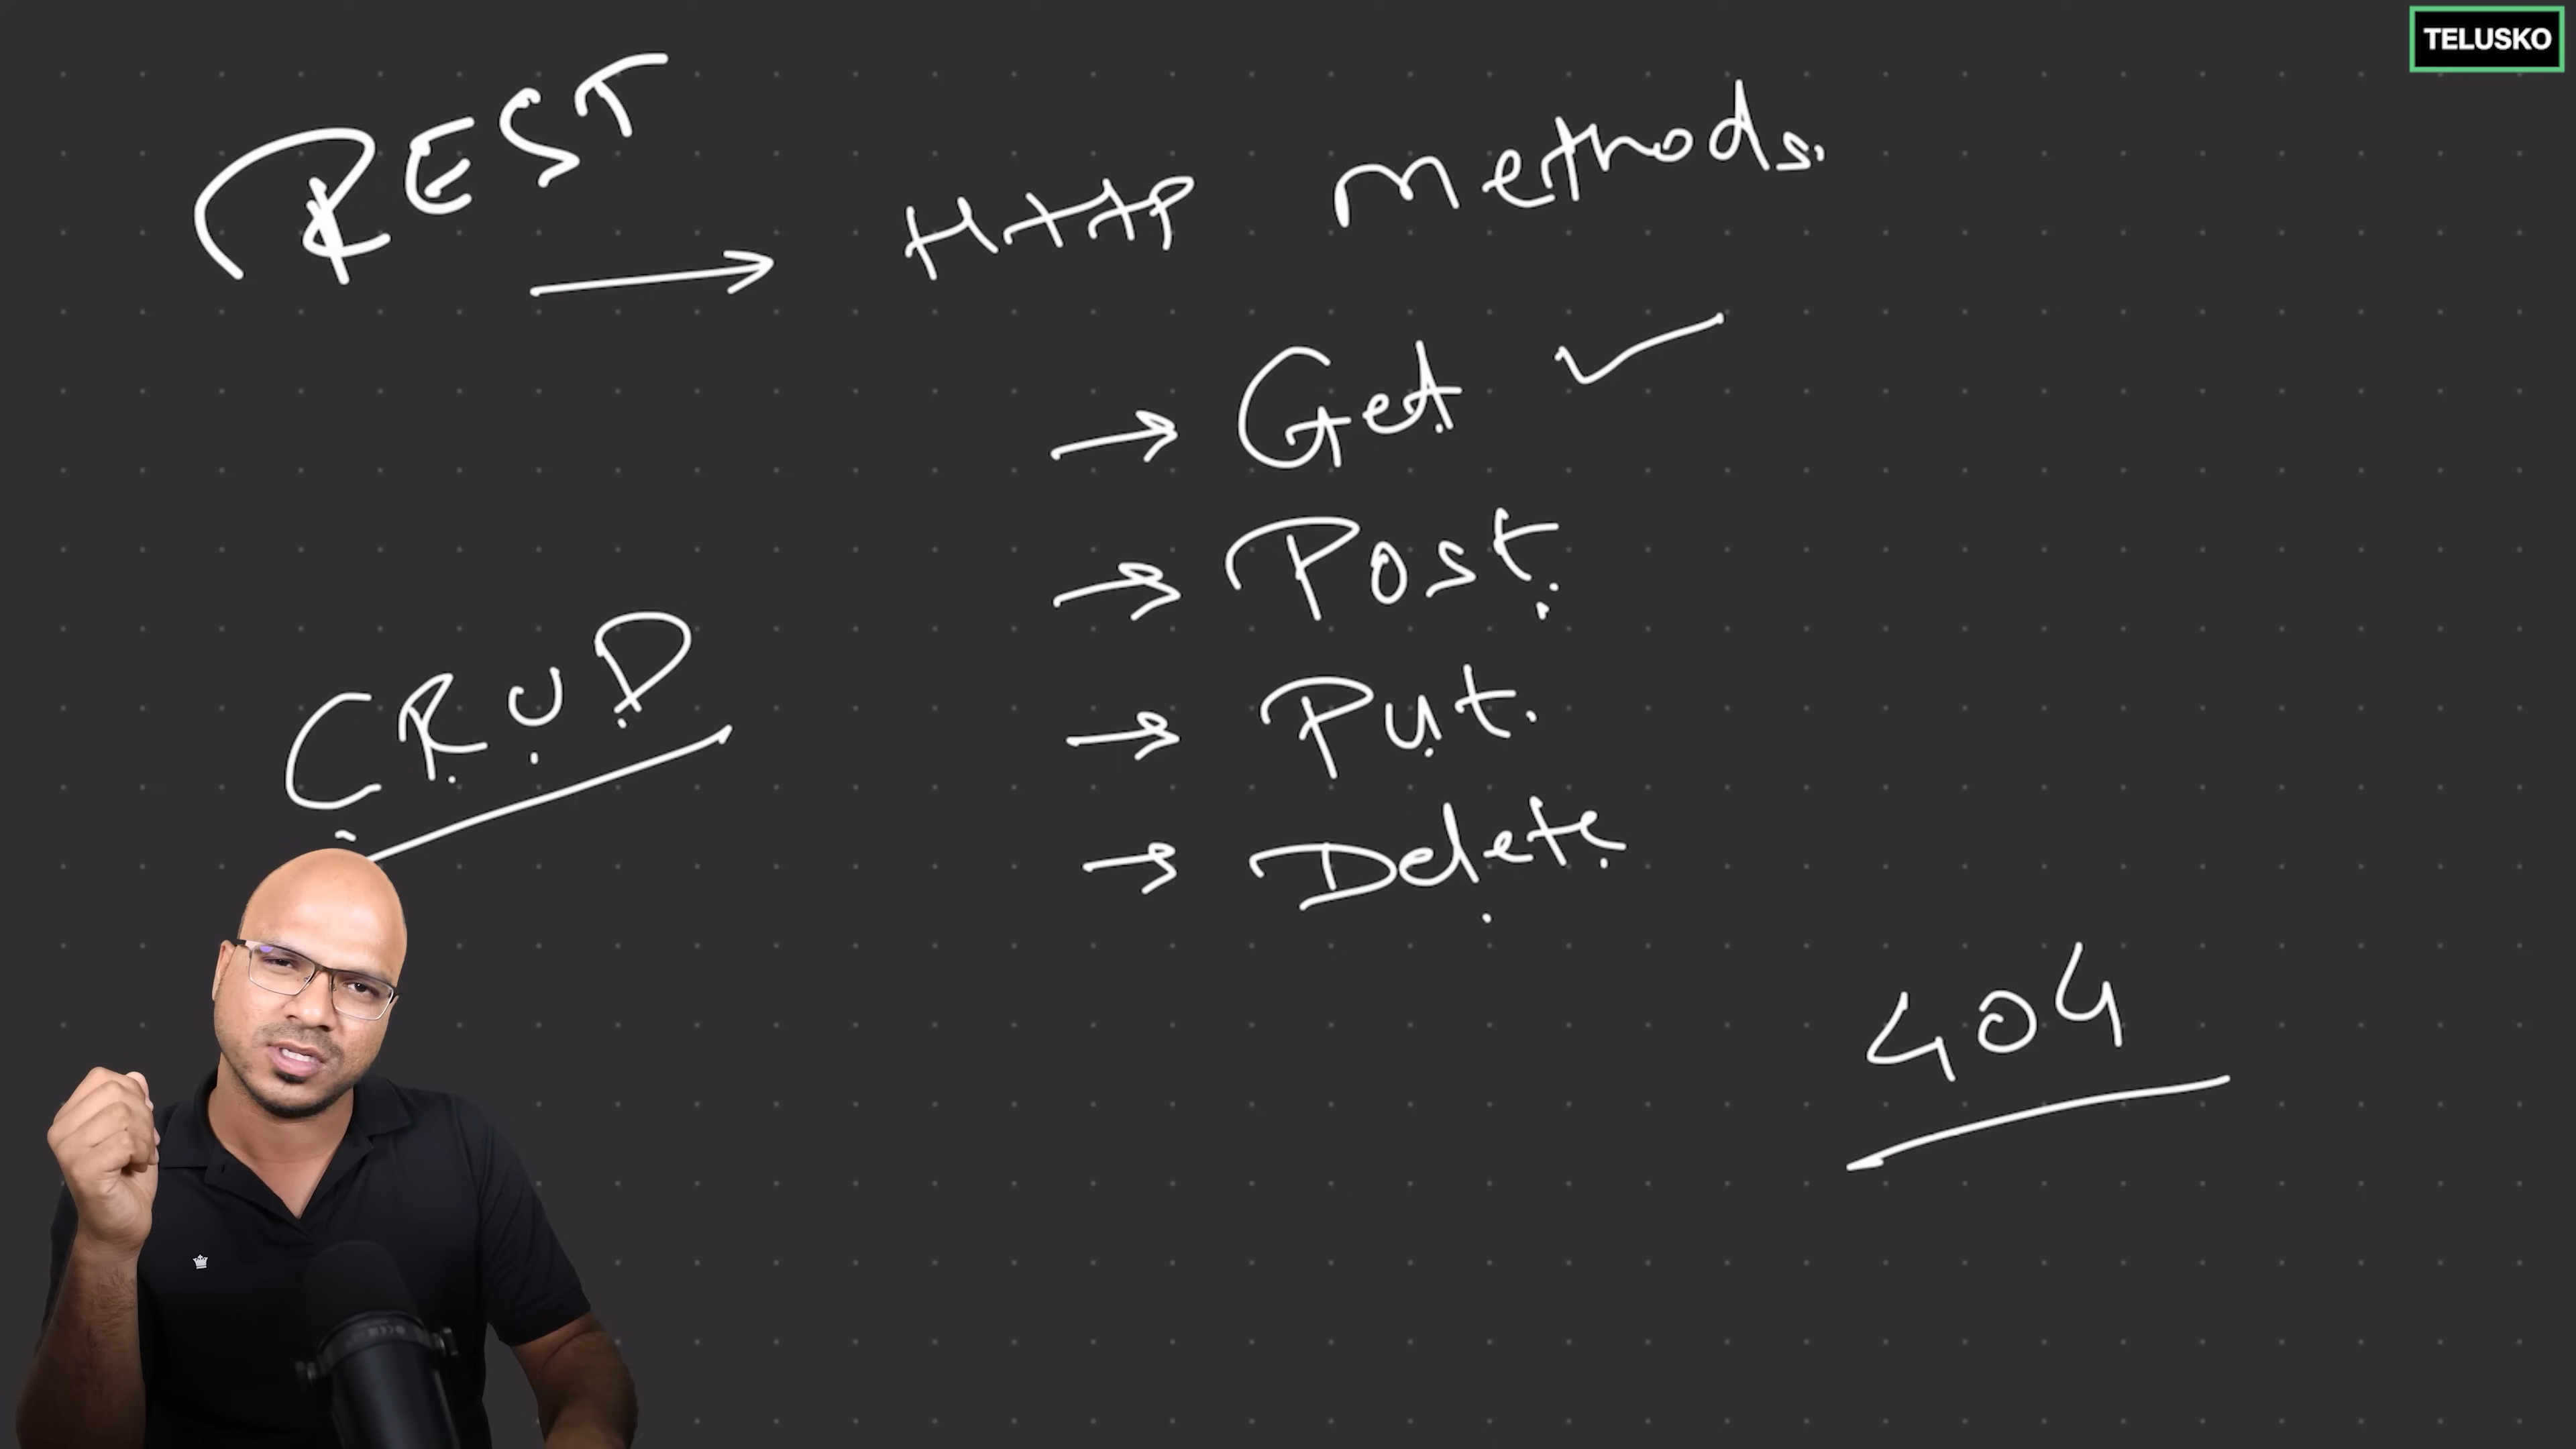 TELUSKO
REST
Http Methods.
Get
Post.
Put.
Delete
CRUD
404